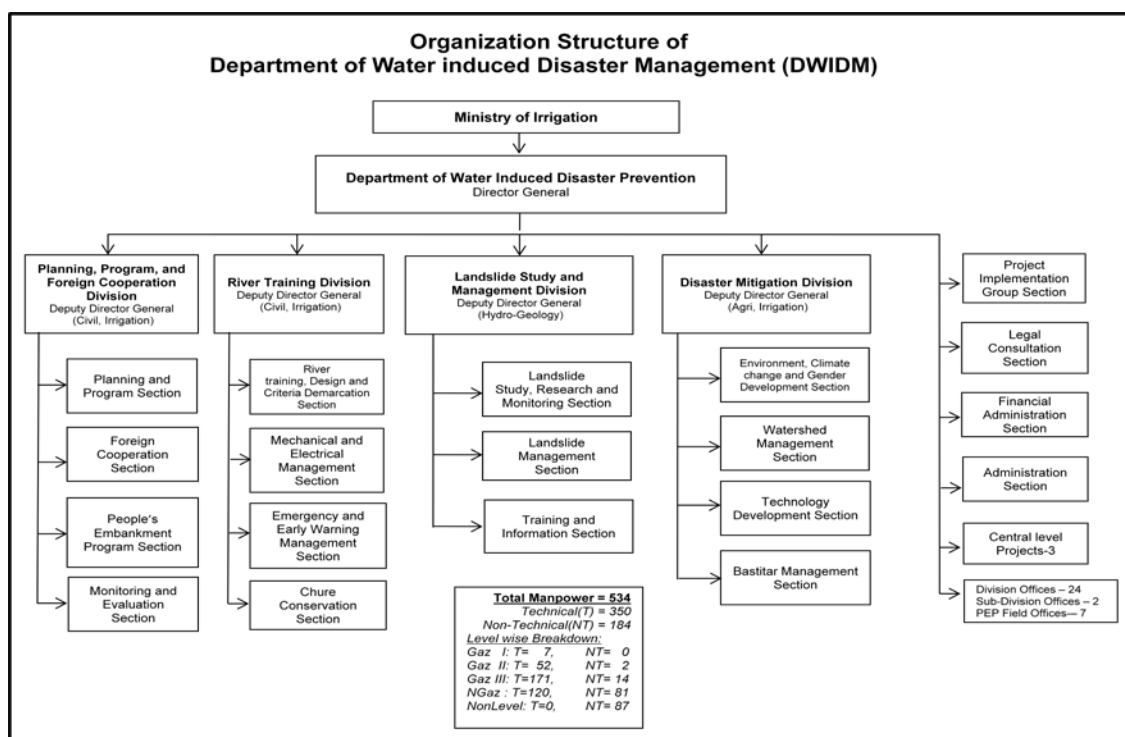 Organization Structure of
Department of Water induced Disaster Management (DWIDM)
Ministry of Irrigation
Department of Water Induced Disaster Prevention
Director General
Planning, Program, and
Foreign Cooperation
Division
Deputy Director General
(Civil, Irrigation)
Planning and
Program Section
Foreign
Cooperation
Section
People's
Embankment
Program Section
Monitoring and
Evaluation
Section
River Training Division
Deputy Director General
(Civil, Irrigation)
River
training, Design and
Criteria Demarcation
Section
Mechanical and
Electrical
Management
Section
Emergency and
Early Warning
Management
Section
Chure
Conservation
Section
Landslide Study and
Management Division
Deputy Director General
(Hydro-Geology)
Landslide
Study, Research and
Monitoring Section
Landslide
Management
Section
Training and
Information Section
Disaster Mitigation Division
Deputy Director General
(Agri, Irrigation)
Environment, Climate
change and Gender
Development Section
Watershed
Management
Section
Technology
Development Section
Bastitar Management
Section
Project
Implementation
Group Section
Legal
Consultation
Section
Financial
Administration
Section
Administration
Section
Central level
Projects-3
Division Offices – 24
Sub-Division Offices – 2
PEP Field Offices— 7
Total Manpower = 534
Technical(T) = 350
Non-Technical(NT) = 184
Level wise Breakdown:
Gaz I: T= 7, NT= 0
Gaz II: T= 52, NT= 2
Gaz III: T=171, NT= 14
NGaz : T=120, NT= 81
NonLevel: T=0, NT= 87